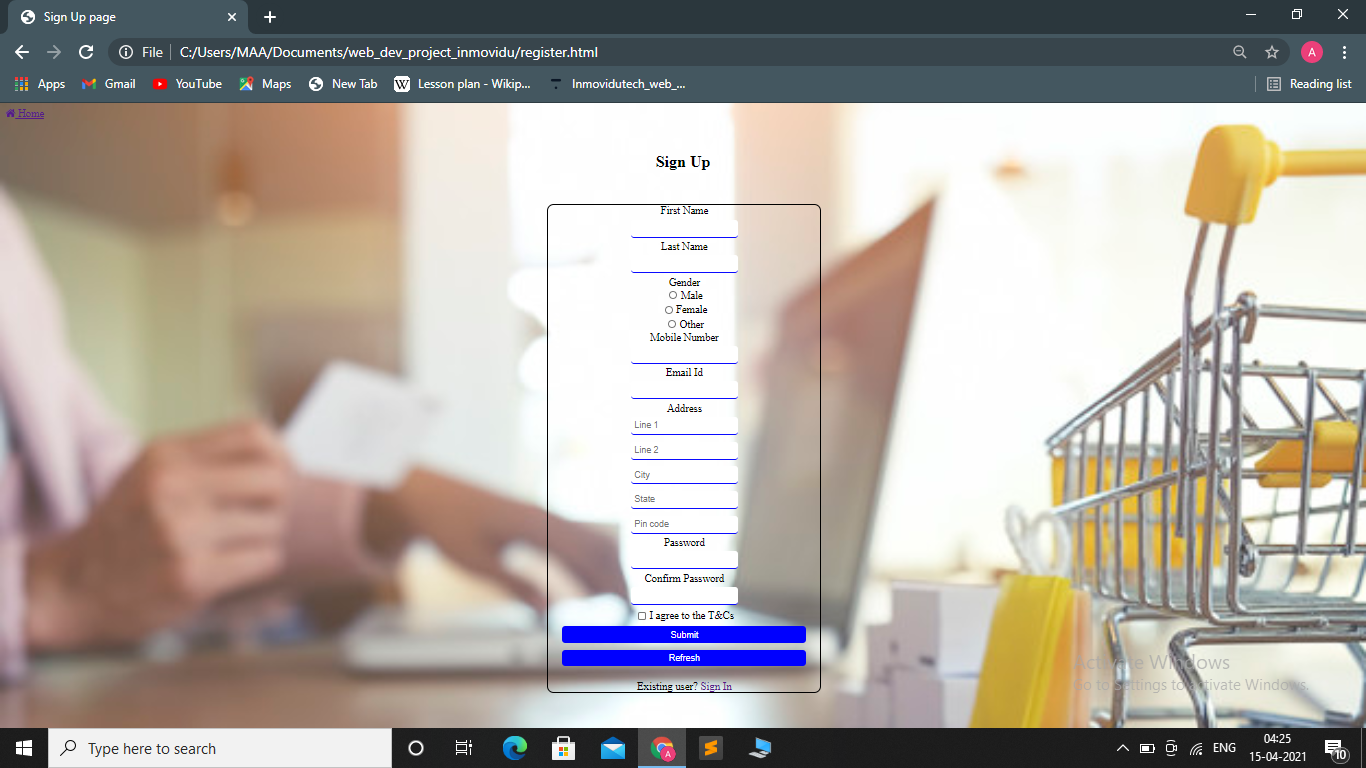 Sign Up page
File
C:/Users/MAA/Documents/web_dev_project_inmovidu/register.html
A
Apps
Gmail
YouTube
Maps
New Tab
W Lesson plan - Wikip...
Inmovidutech_web_...
Reading list
Home
Sign Up
First Name
Last Name
Gender
Male
Female
Other
Mobile Number
Email Id
Address
Line 1
Line 2
City
State
Pin code
Password
Confirm Password
I agree to the T&Cs
Submit
Refresh
Existing user? Sign In
Activate Windows
Go to Settings to activate Windows.
Type here to search
A
ENG
04:25
15-04-2021
10